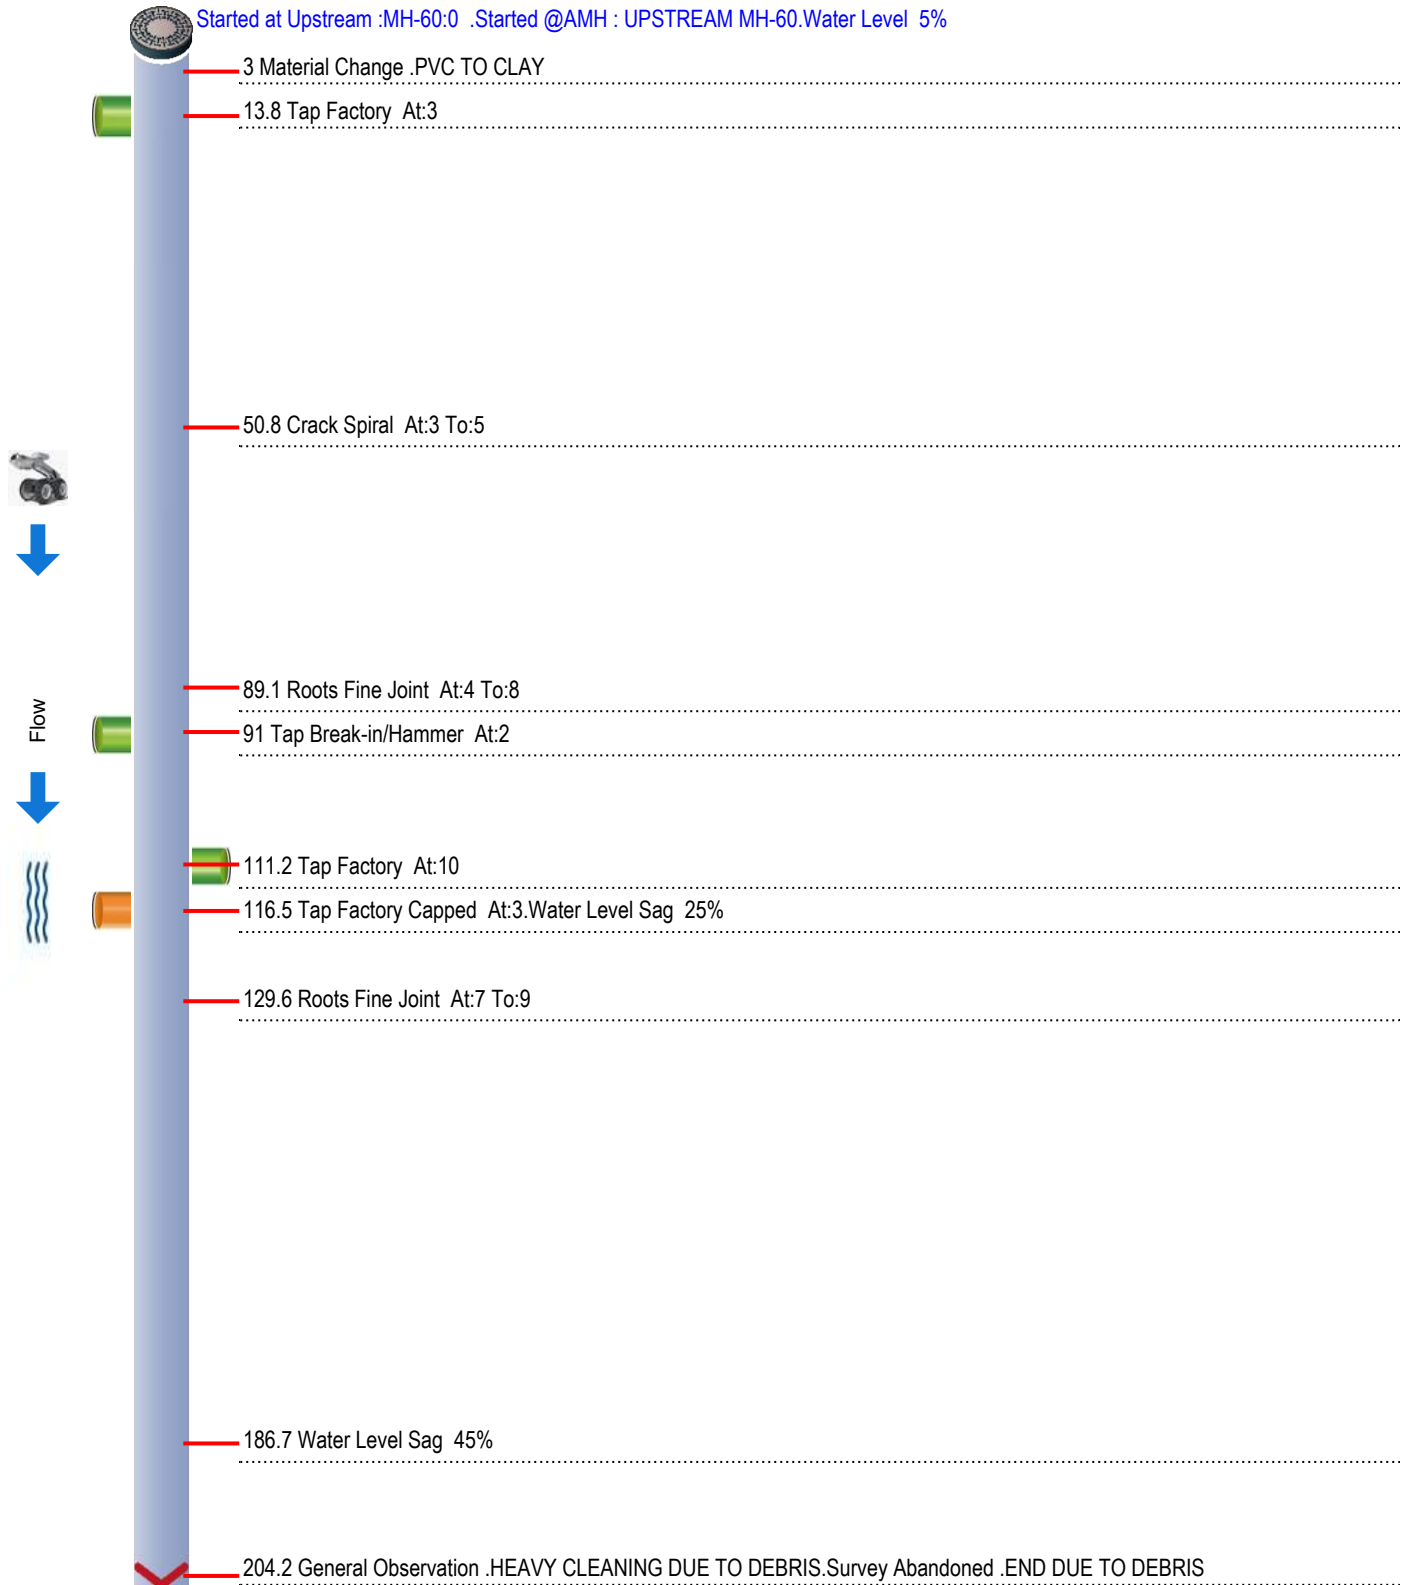 Started at Upstream :MH-60:0 .Started @AMH : UPSTREAM MH-60.Water Level 5%
3 Material Change .PVC TO CLAY
13.8 Tap Factory At:3
50.8 Crack Spiral At:3 To:5
89.1 Roots Fine Joint At:4 To:8
Flow
91 Tap Break-in/Hammer At:2
111.2 Tap Factory At:10
116.5 Tap Factory Capped At:3.Water Level Sag 25%
129.6 Roots Fine Joint At:7 To:9
186.7 Water Level Sag 45%
204.2 General Observation .HEAVY CLEANING DUE TO DEBRIS.Survey Abandoned .END DUE TO DEBRIS